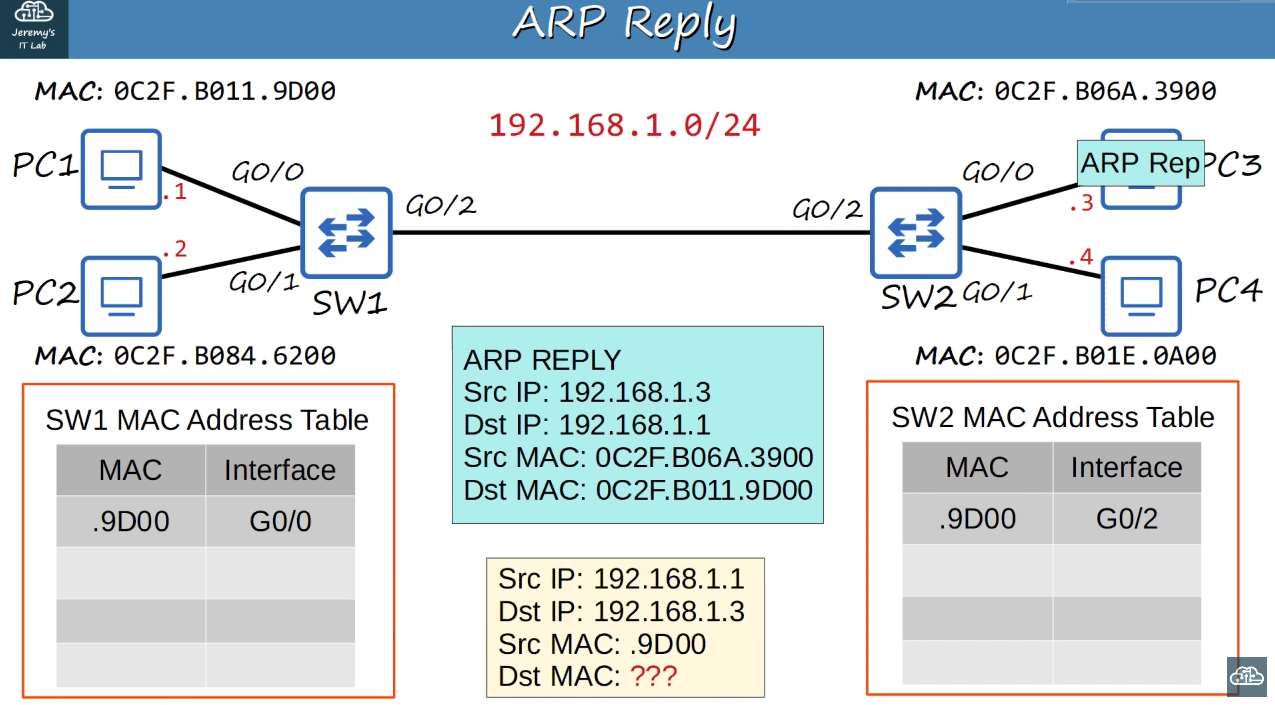 Jeremy's
IT Lab
ARP Reply
MAC: 0C2F.B011.9D00
MAC: 0C2F.B06A.3900
192.168.1.0/24
PC1
G0/0
.1
G0/2
G0/2
G0/0
ARP Rep
PC3
.3
.2
.4
PC2
G0/1
SW1
SW2
G0/1
PC4
MAC: 0C2F.B084.6200
MAC: 0C2F.B01E.0A00
ARP REPLY
Src IP: 192.168.1.3
Dst IP: 192.168.1.1
Src MAC: 0C2F.B06A.3900
Dst MAC: 0C2F.B011.9D00
SW1 MAC Address Table
MAC Interface
.9D00 G0/0
SW2 MAC Address Table
MAC Interface
.9D00 G0/2
Src IP: 192.168.1.1
Dst IP: 192.168.1.3
Src MAC: .9D00
Dst MAC: ???